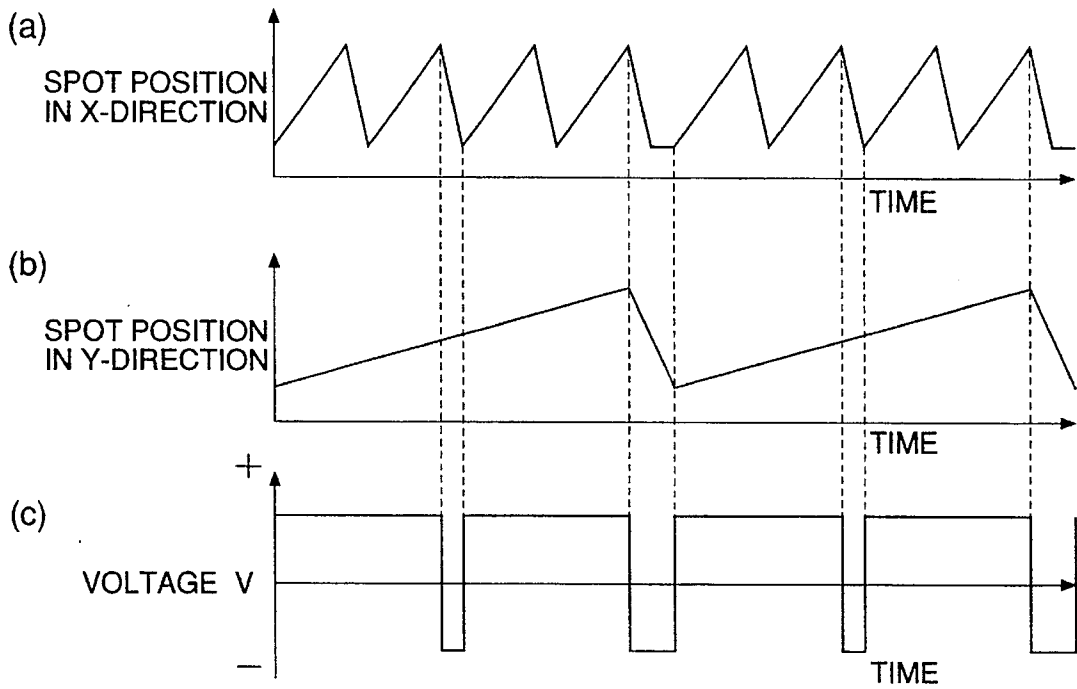 (a)
SPOT POSITION
IN X-DIRECTION
TIME
(b)
SPOT POSITION
IN Y-DIRECTION
TIME
+
(c)
VOLTAGE V
−
TIME